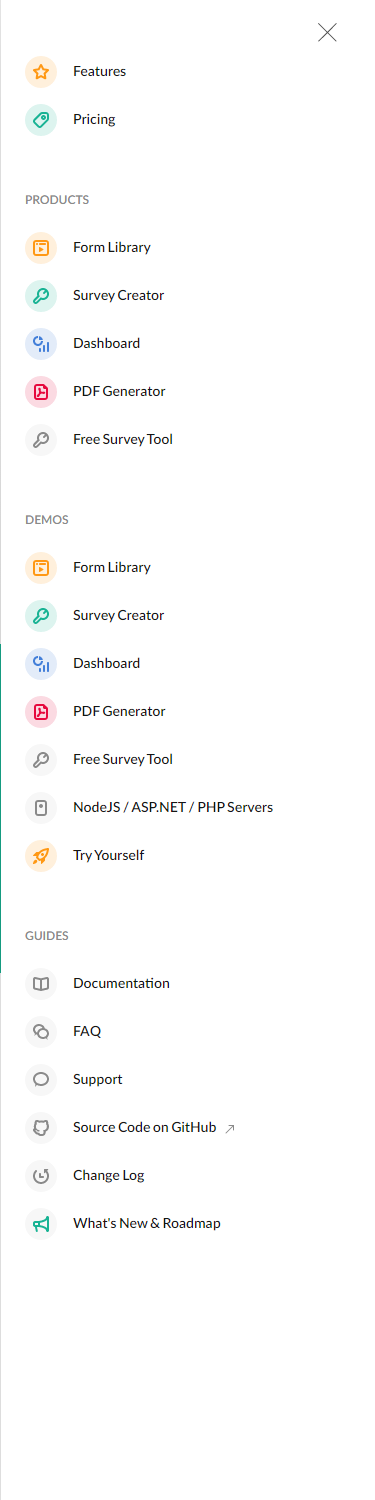 Features
Pricing
PRODUCTS
Form Library
Survey Creator
Dashboard
PDF Generator
Free Survey Tool
DEMOS
Form Library
Survey Creator
Dashboard
PDF Generator
Free Survey Tool
NodeJS / ASP.NET / PHP Servers
Try Yourself
GUIDES
Documentation
FAQ
Support
Source Code on GitHub
Change Log
What's New & Roadmap